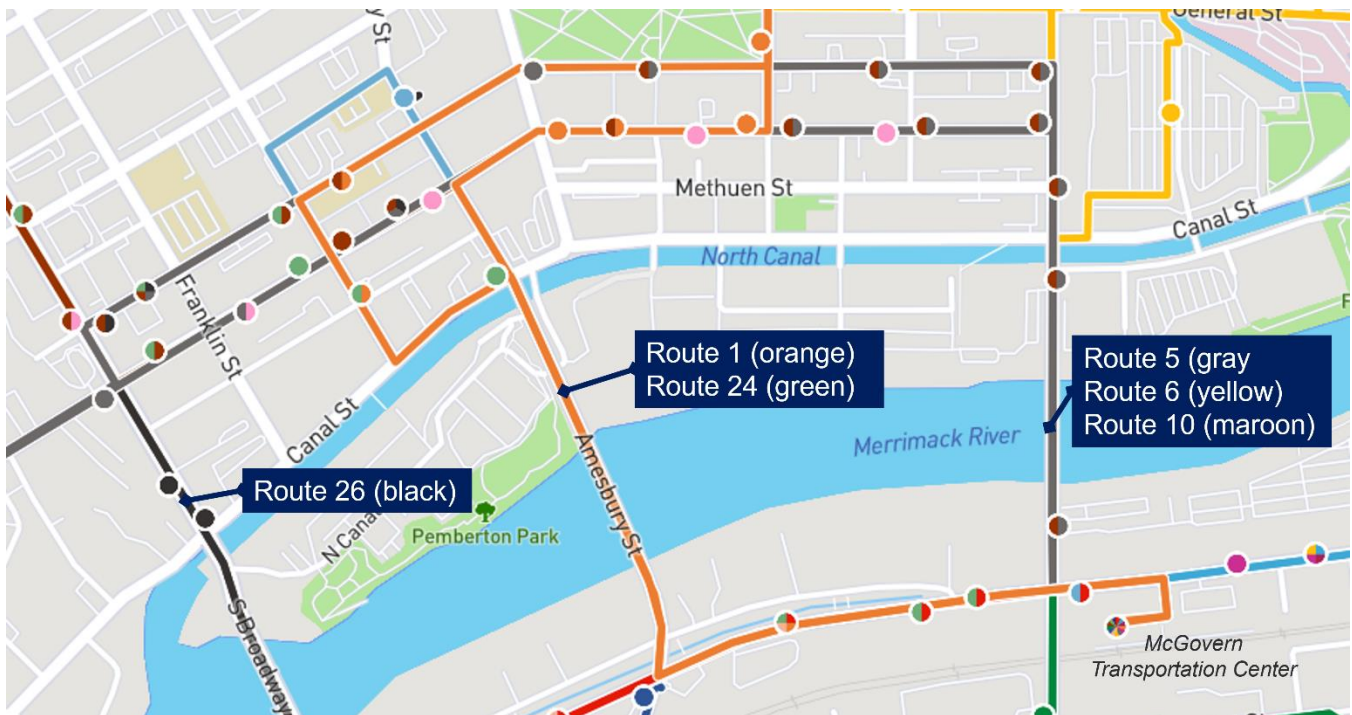 y St
General St
Methuen St
Canal St
North Canal
Franklin St
F
Route 1 (orange)
Route 24 (green)
Route 5 (gray
Route 6 (yellow)
Route 10 (maroon)
Canal St
Merrimack River
Amesbury St
Route 26 (black)
N Canal
Pemberton Park
S Broadway
McGovern
Transportation Center